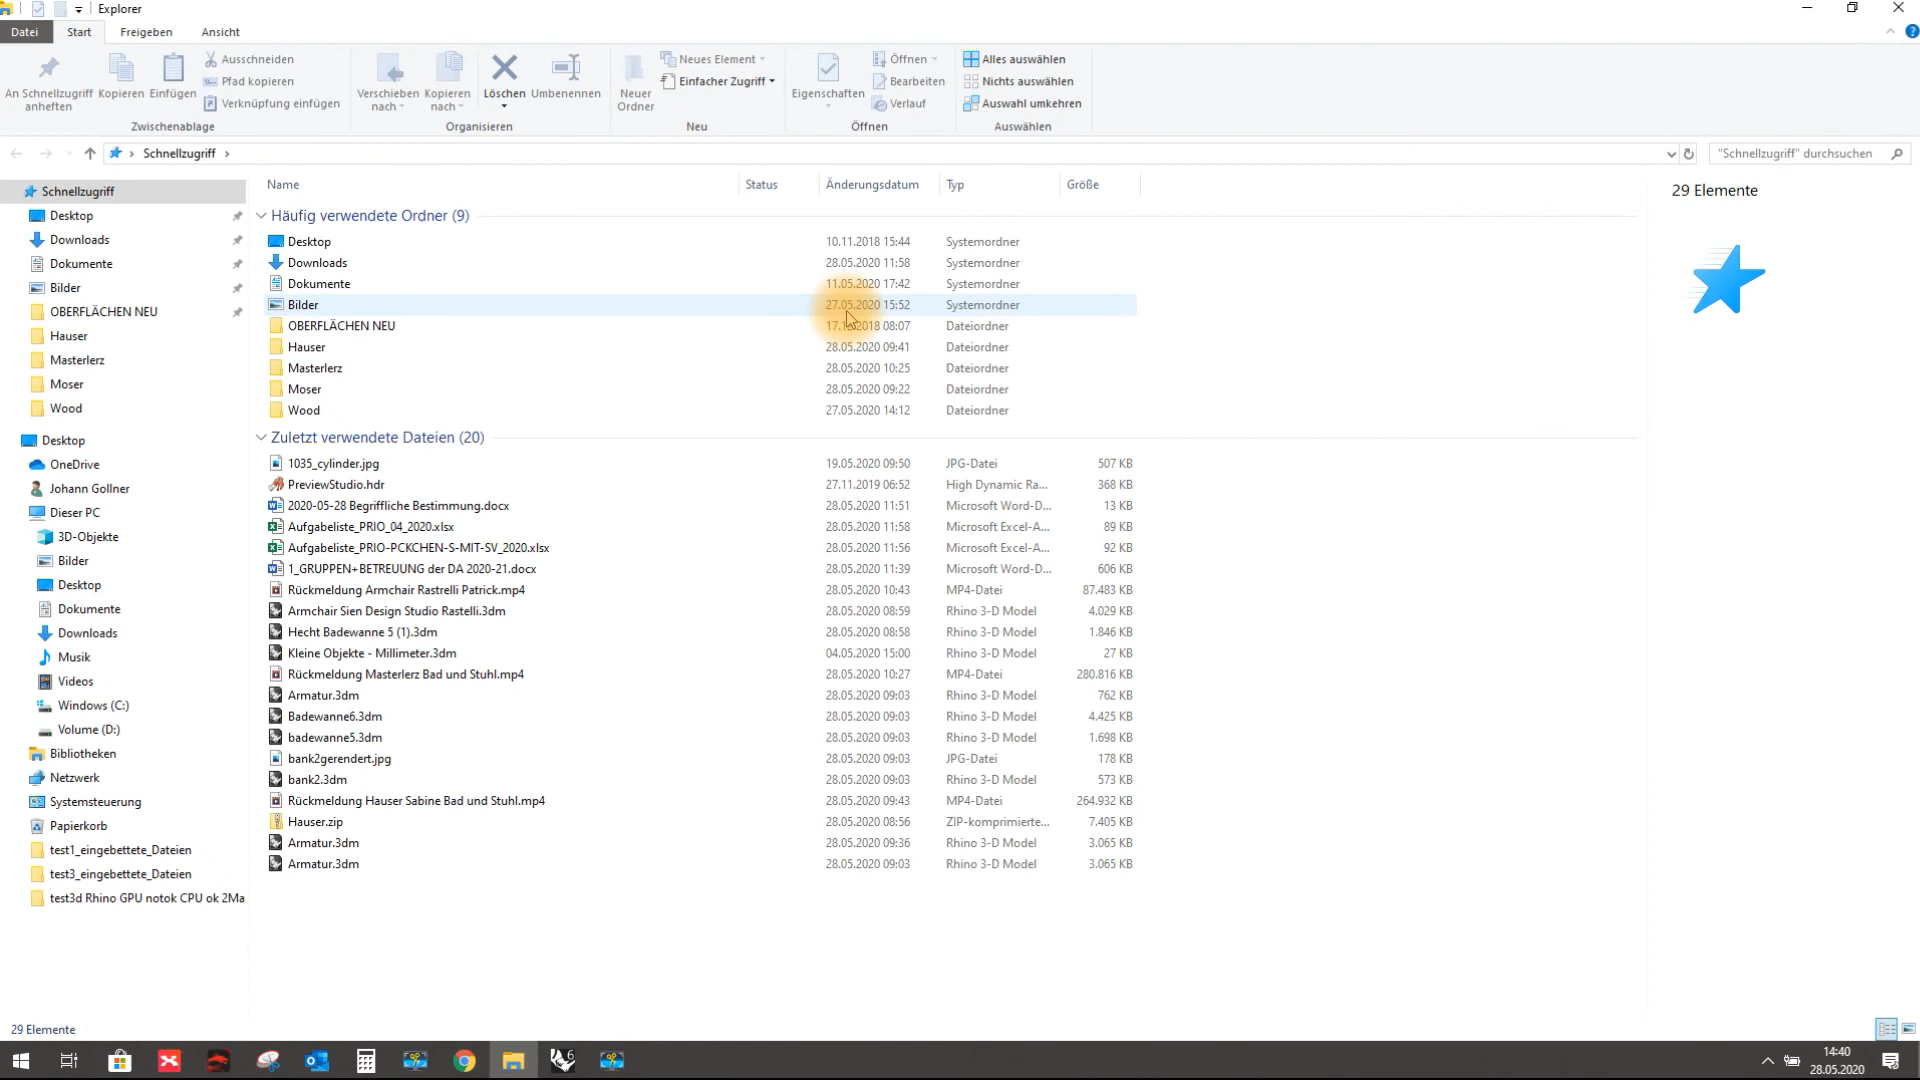 Explorer
Datei Start Freigeben Ansicht
An Schnellzugriff anheften
Kopieren
Einfügen
Ausschneiden
Pfad kopieren
Verknüpfung einfügen
Zwischenablage
Verschieben nach
Kopieren nach
Löschen
Umbenennen
Organisieren
Neuer Ordner
Neues Element
Einfacher Zugriff
Neu
Eigenschaften
Öffnen
Bearbeiten
Verlauf
Öffnen
Alles auswählen
Nichts auswählen
Auswahl umkehren
Auswählen
Schnellzugriff
"Schnellzugriff" durchsuchen
Schnellzugriff
Desktop
Downloads
Dokumente
Bilder
OBERFLÄCHEN NEU
Hauser
Masterlerz
Moser
Wood
Desktop
OneDrive
Johann Gollner
Dieser PC
3D-Objekte
Bilder
Desktop
Dokumente
Downloads
Musik
Videos
Windows (C:)
Volume (D:)
Bibliotheken
Netzwerk
Systemsteuerung
Papierkorb
test1_eingebettete_Dateien
test3_eingebettete_Dateien
test3d Rhino GPU notok CPU ok 2Ma
Name Status Änderungsdatum Typ Größe
Häufig verwendete Ordner (9)
Desktop 10.11.2018 15:44 Systemordner
Downloads 28.05.2020 11:58 Systemordner
Dokumente 11.05.2020 17:42 Systemordner
Bilder 27.05.2020 15:52 Systemordner
OBERFLÄCHEN NEU 08:07 Dateiordner
Hauser 28.05.2020 09:41 Dateiordner
Masterlerz 28.05.2020 10:25 Dateiordner
Moser 28.05.2020 09:22 Dateiordner
Wood 27.05.2020 14:12 Dateiordner
Zuletzt verwendete Dateien (20)
1035_cylinder.jpg 19.05.2020 09:50 JPG-Datei 507 KB
PreviewStudio.hdr 27.11.2019 06:52 High Dynamic Ra... 368 KB
2020-05-28 Begriffliche Bestimmung.docx 28.05.2020 11:51 Microsoft Word-D... 13 KB
Aufgabeliste_PRIO_04_2020.xlsx 28.05.2020 11:58 Microsoft Excel-A... 89 KB
Aufgabeliste_PRIO-PCKCHEN-S-MIT-SV_2020.xlsx 28.05.2020 11:56 Microsoft Excel-A... 92 KB
1_GRUPPEN+BETREUUNG der DA 2020-21.docx 28.05.2020 11:39 Microsoft Word-D... 606 KB
Rückmeldung Armchair Rastrelli Patrick.mp4 28.05.2020 10:43 MP4-Datei 87.483 KB
Armchair Sien Design Studio Rastelli.3dm 28.05.2020 08:59 Rhino 3-D Model 4.029 KB
Hecht Badewanne 5 (1).3dm 28.05.2020 08:58 Rhino 3-D Model 1.846 KB
Kleine Objekte - Millimeter.3dm 04.05.2020 15:00 Rhino 3-D Model 27 KB
Rückmeldung Masterlerz Bad und Stuhl.mp4 28.05.2020 10:27 MP4-Datei 280.816 KB
Armatur.3dm 28.05.2020 09:03 Rhino 3-D Model 762 KB
Badewanne6.3dm 28.05.2020 09:03 Rhino 3-D Model 4.425 KB
badewanne5.3dm 28.05.2020 09:03 Rhino 3-D Model 1.698 KB
bank2gerendert.jpg 28.05.2020 09:03 JPG-Datei 178 KB
bank2.3dm 28.05.2020 09:03 Rhino 3-D Model 573 KB
Rückmeldung Hauser Sabine Bad und Stuhl.mp4 28.05.2020 09:43 MP4-Datei 264.932 KB
Hauser.zip 28.05.2020 08:56 ZIP-komprimierte... 7.405 KB
Armatur.3dm 28.05.2020 09:36 Rhino 3-D Model 3.065 KB
Armatur.3dm 28.05.2020 09:03 Rhino 3-D Model 3.065 KB
29 Elemente
29 Elemente
14:40
28.05.2020